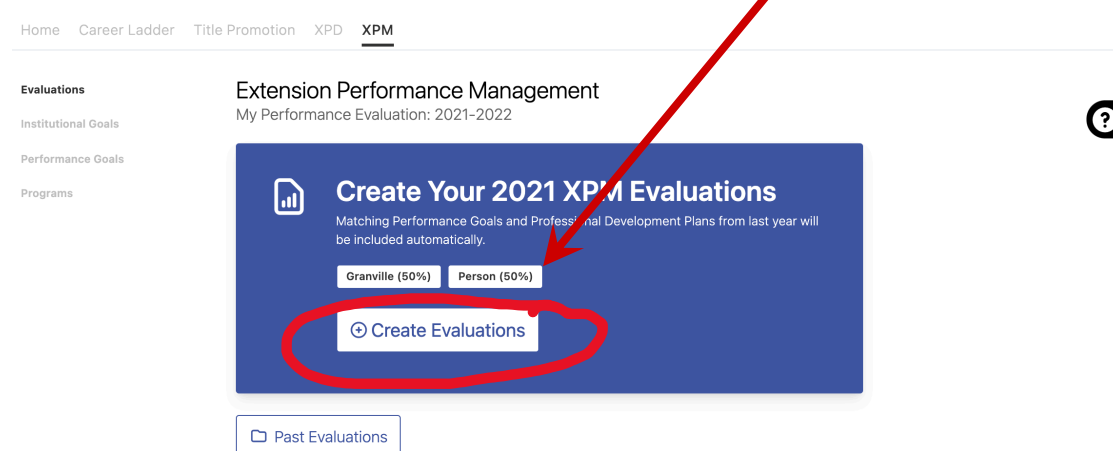 Home Career Ladder Title Promotion XPD XPM
Evaluations
Institutional Goals
Performance Goals
Programs
Extension Performance Management
My Performance Evaluation: 2021-2022
?
Create Your 2021 XPM Evaluations
Matching Performance Goals and Professional Development Plans from last year will
be included automatically.
Granville (50%) Person (50%)
Create Evaluations
Past Evaluations